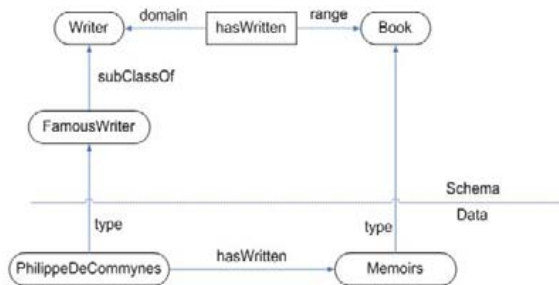 domain
range
Writer
hasWritten
Book
subClassOf
FamousWriter
Schema
Data
type
type
hasWritten
PhilippeDeCommynes
Memoirs